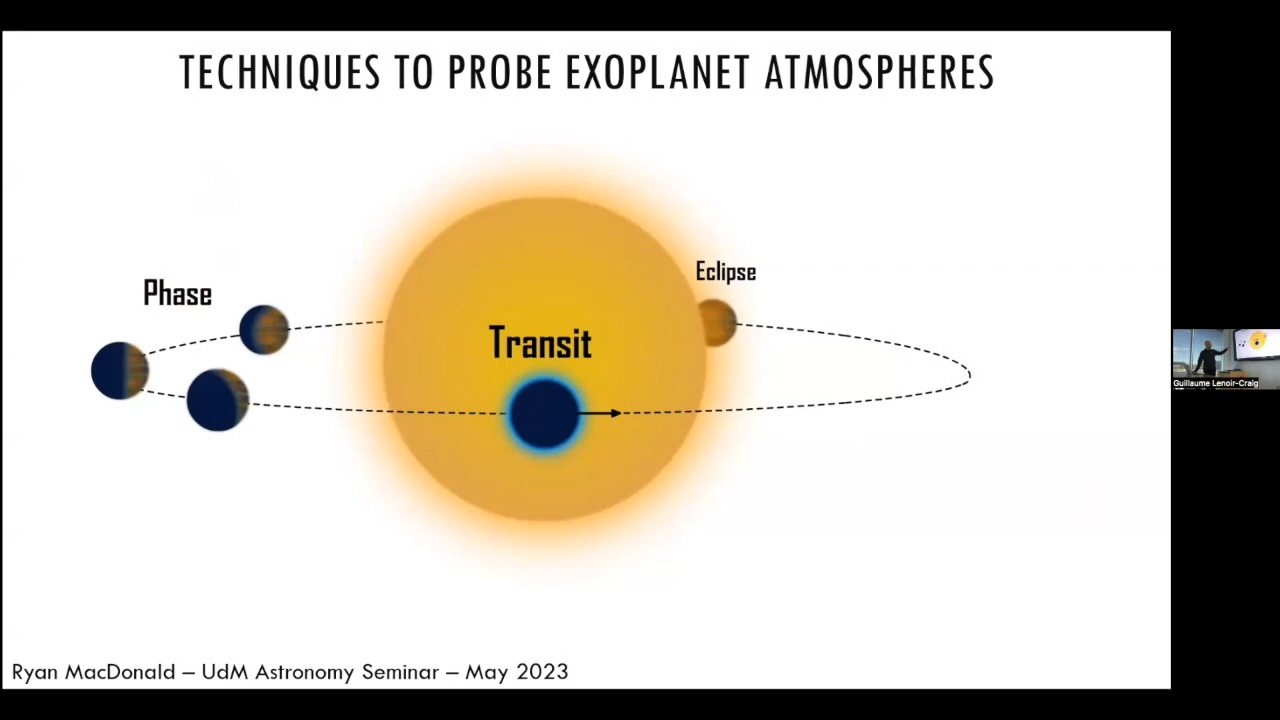 TECHNIQUES TO PROBE EXOPLANET ATMOSPHERES
Eclipse
Phase
Transit
Guillaume Lenoir-Craig
Ryan MacDonald – UdM Astronomy Seminar – May 2023